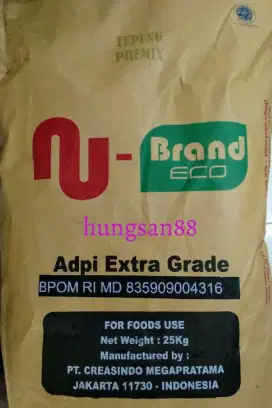 TEPUNG
PREMIX
nu-Brand
ECO
hungsan88
Adpi Extra Grade
BPOM RI MD 835909004316
FOR FOODS USE
Net Weight : 25Kg
Manufactured by :
PT. CREASINDO MEGAPRATAMA
JAKARTA 11730 - INDONESIA